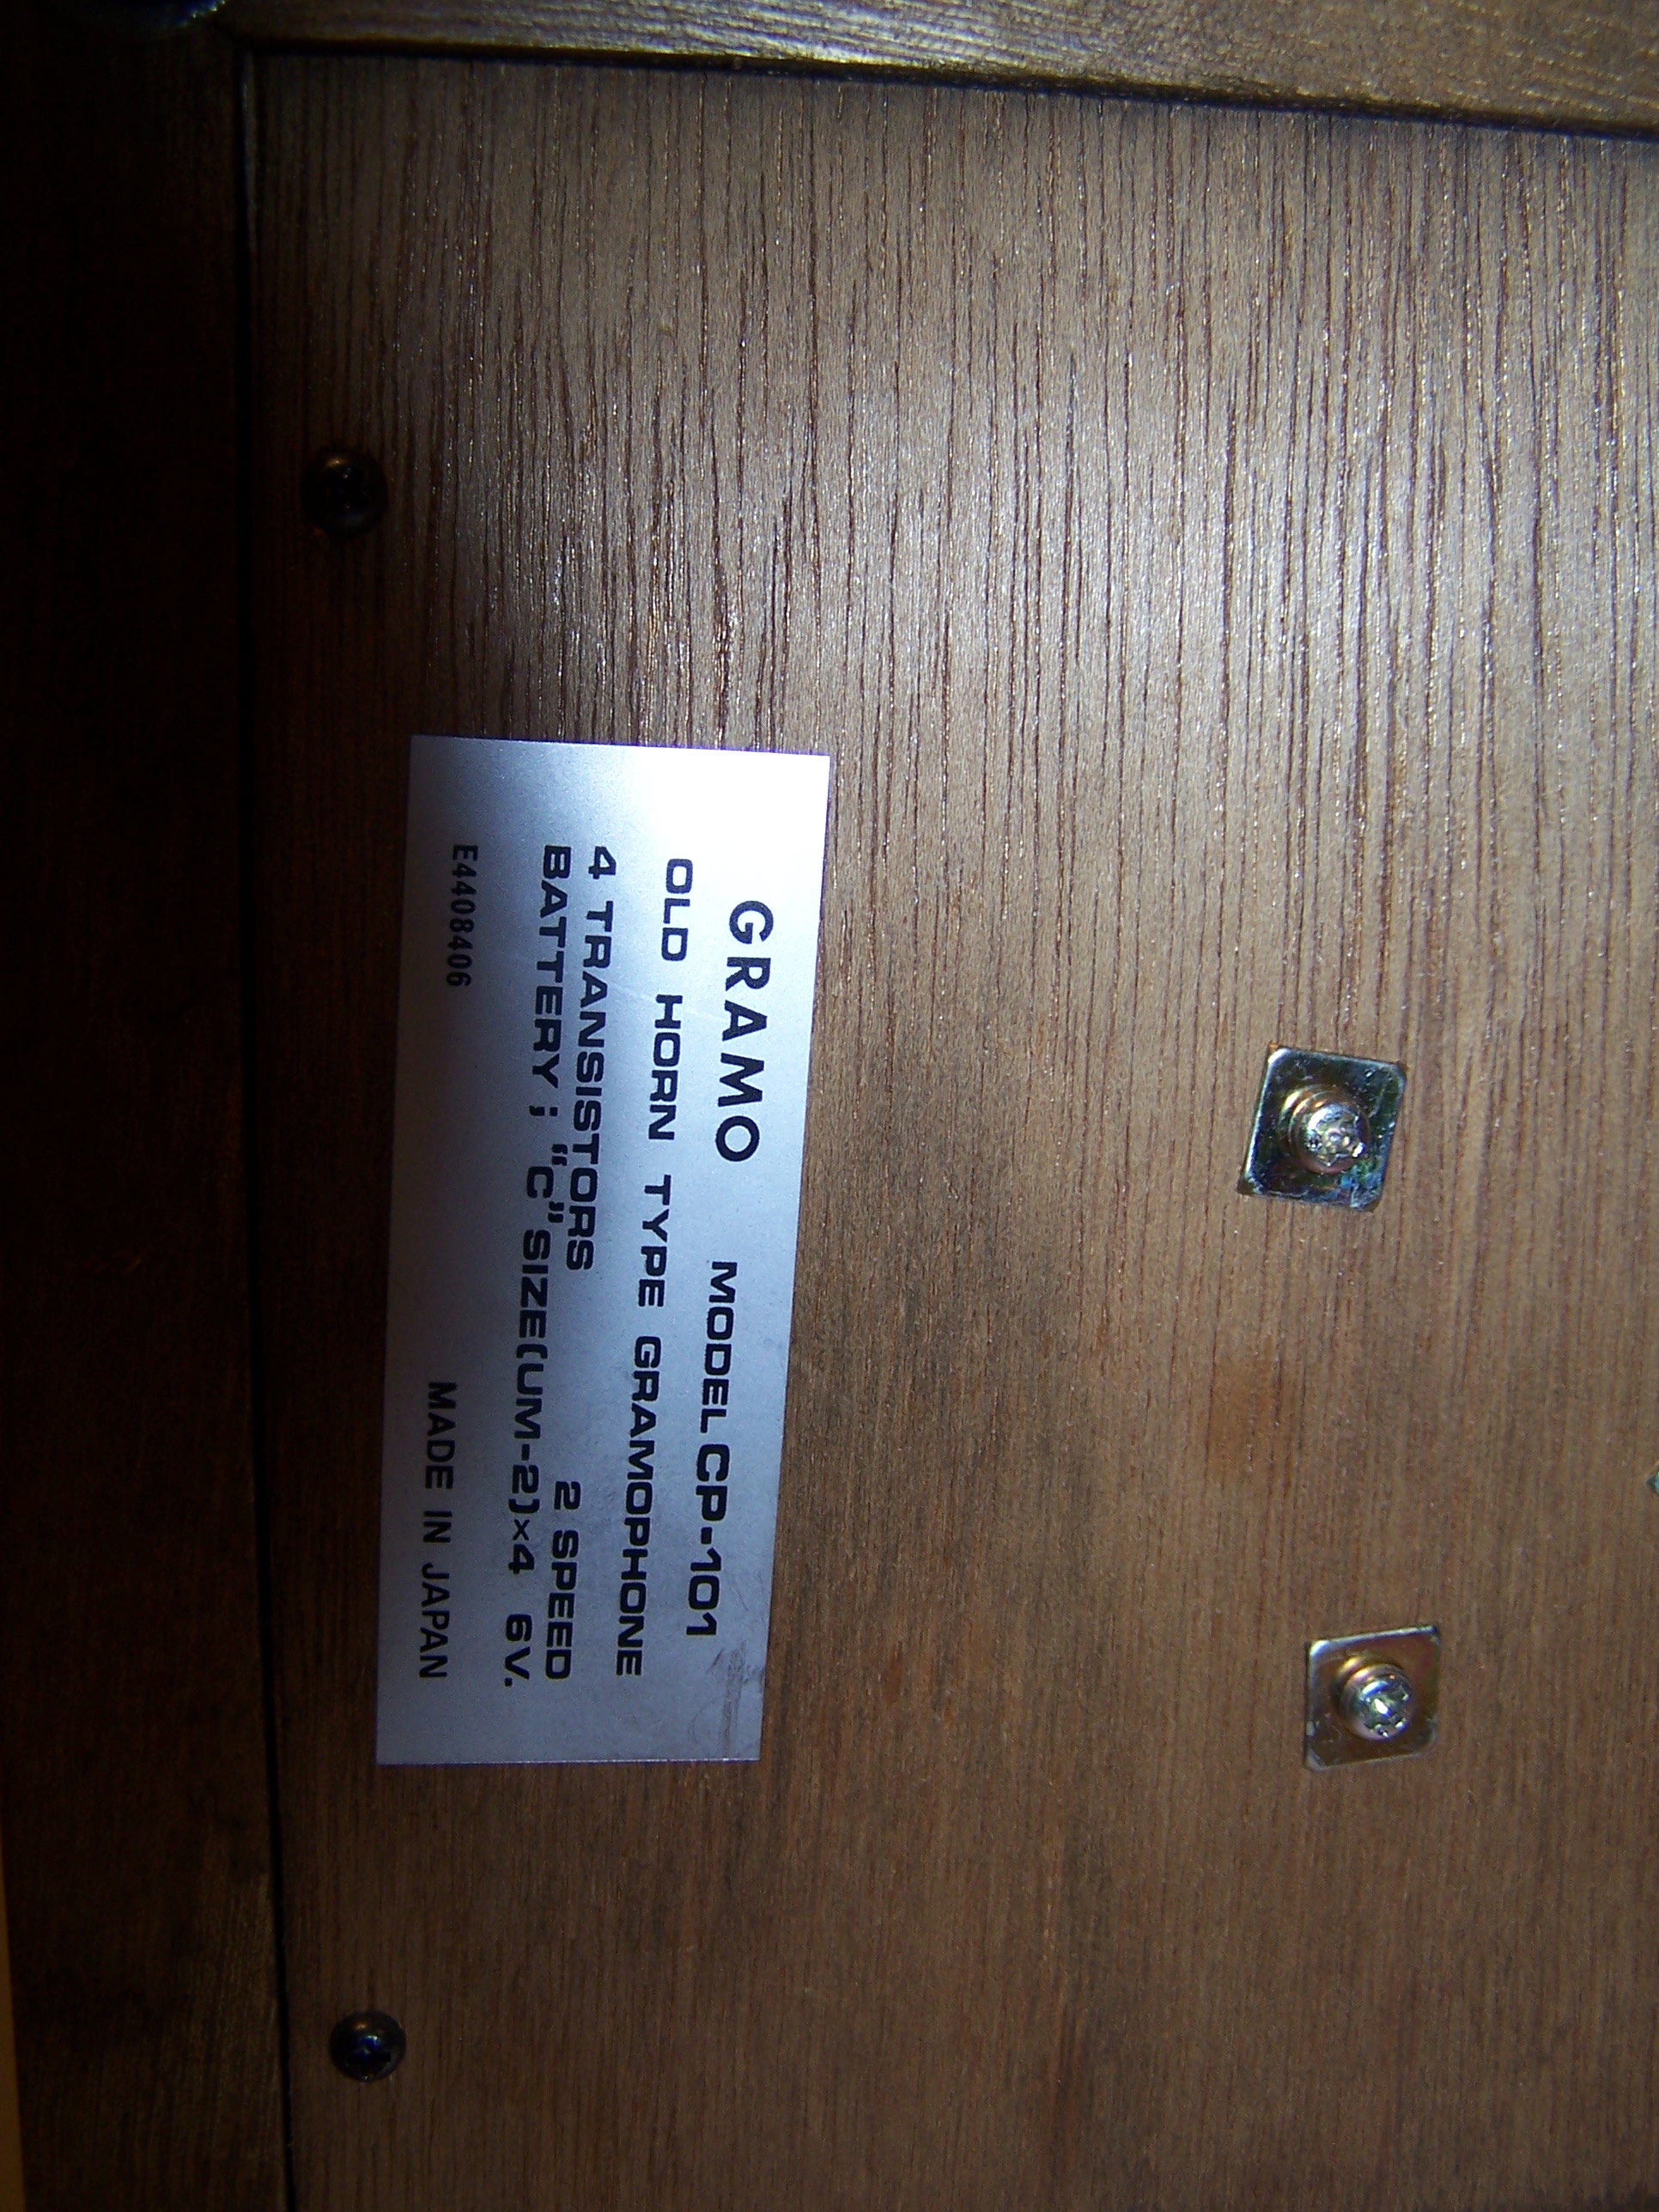 GRAMO MODEL CP-101
OLD HORN TYPE GRAMOPHONE
4 TRANSISTORS 2 SPEED
BATTERY; "C" SIZE(UM-2)×4 6V.
E4408406 MADE IN JAPAN